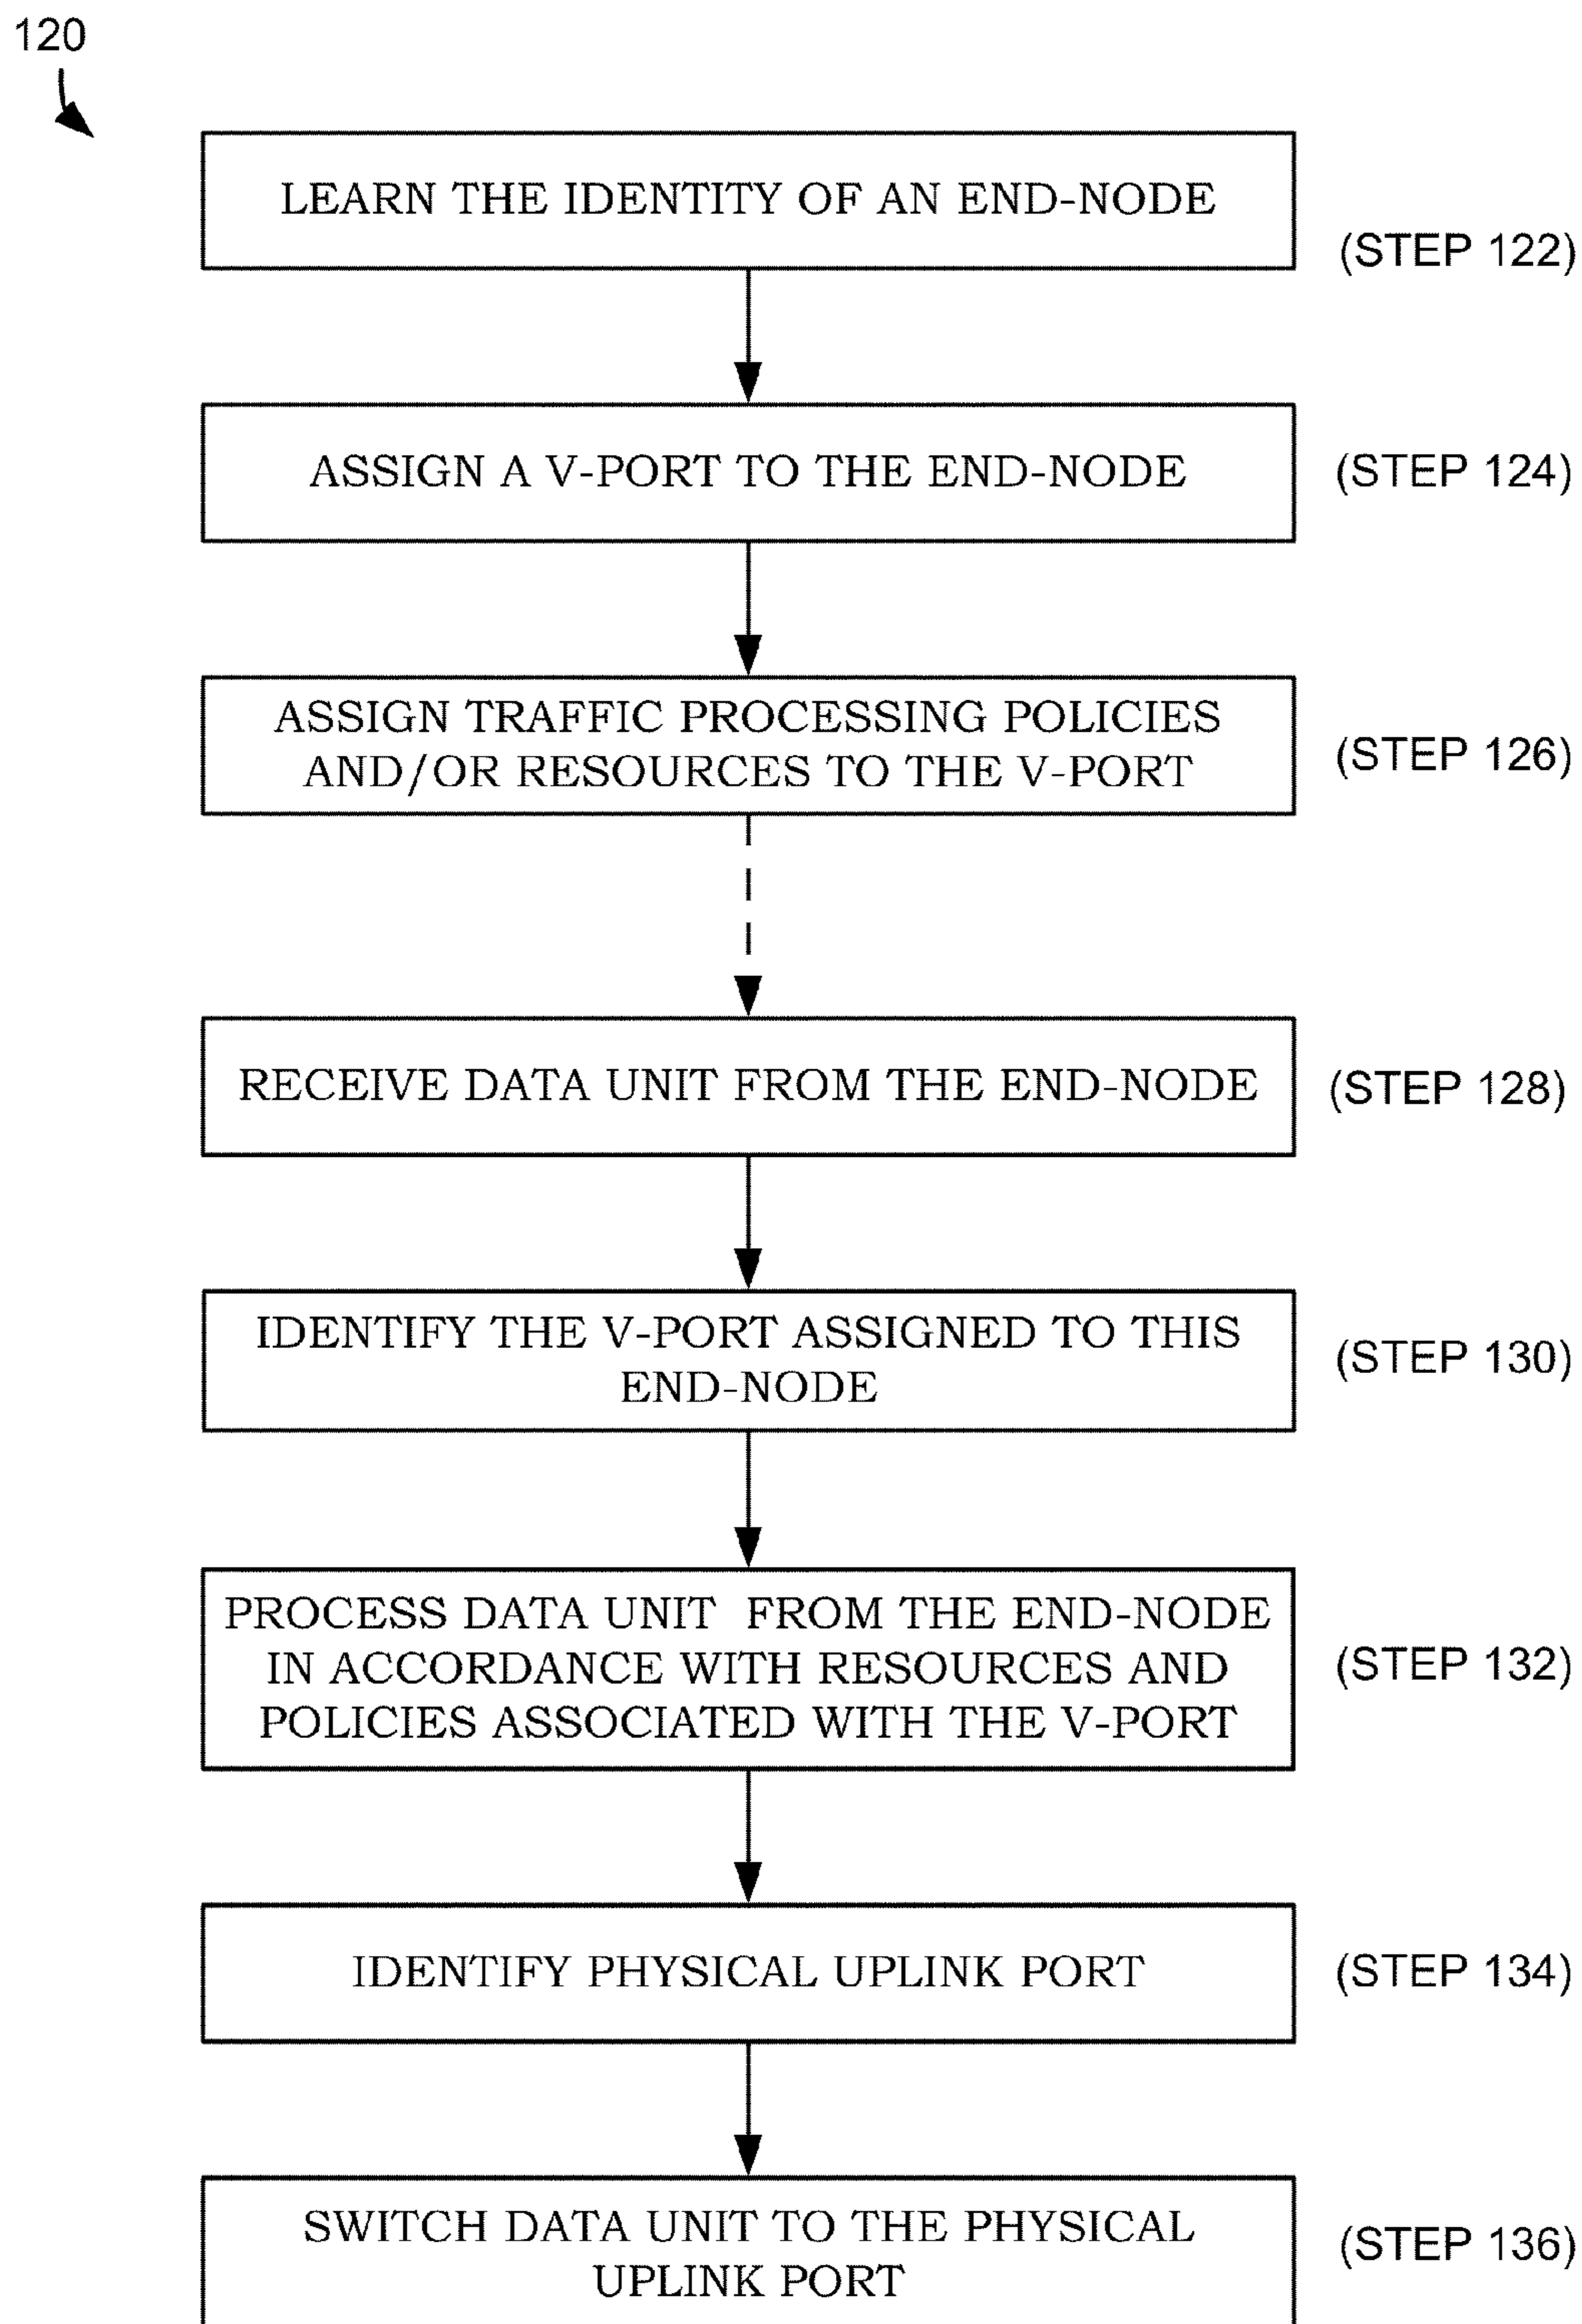 120
LEARN THE IDENTITY OF AN END-NODE
(STEP 122)
ASSIGN A V-PORT TO THE END-NODE
(STEP 124)
ASSIGN TRAFFIC PROCESSING POLICIES
AND/OR RESOURCES TO THE V-PORT
(STEP 126)
RECEIVE DATA UNIT FROM THE END-NODE
(STEP 128)
IDENTIFY THE V-PORT ASSIGNED TO THIS
END-NODE
(STEP 130)
PROCESS DATA UNIT FROM THE END-NODE
IN ACCORDANCE WITH RESOURCES AND
POLICIES ASSOCIATED WITH THE V-PORT
(STEP 132)
IDENTIFY PHYSICAL UPLINK PORT
(STEP 134)
SWITCH DATA UNIT TO THE PHYSICAL
UPLINK PORT
(STEP 136)